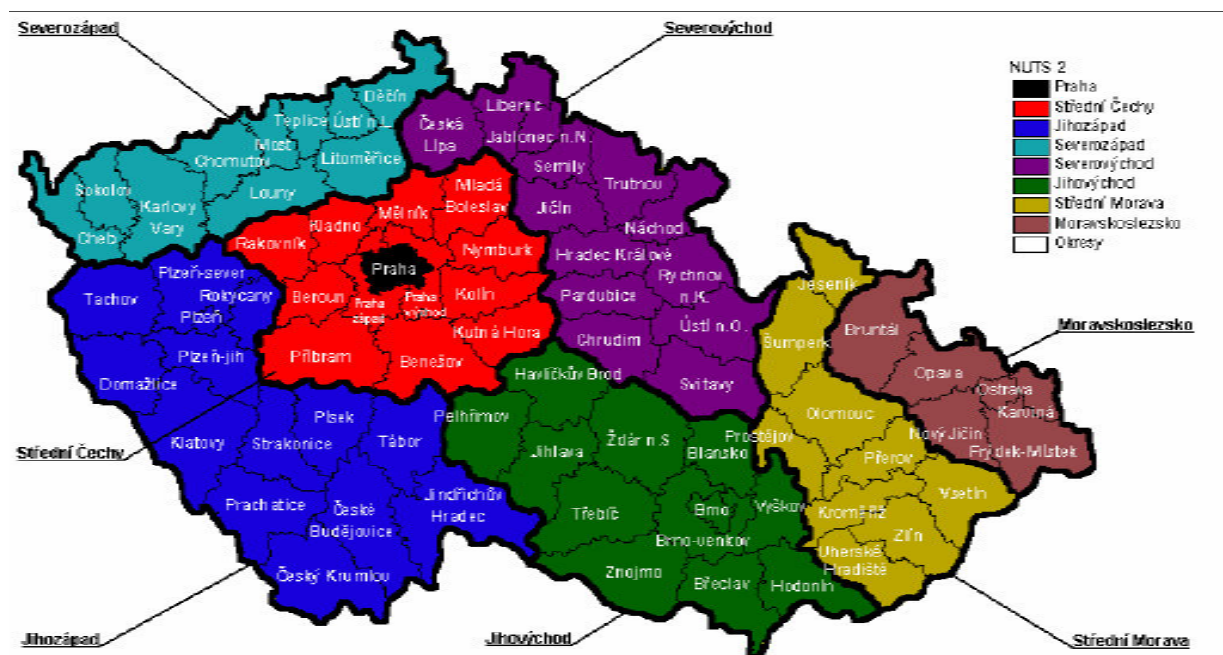 Severozápad
Severovýchod
NUTS 2
Praha
Střední Čechy
Jihozápad
Severozápad
Severovýchod
Jihovýchod
Střední Morava
Moravskoslezsko
Okresy
Děčín
Teplice
Ústí n.L.
Most
Chomutov
Litoměřice
Louny
Sokolov
Karlovy
Vary
Cheb
Liberec
Česká
Lípa
Jablonec n.N.
Semily
Trutnov
Jičín
Náchod
Hradec Králové
Rychnov
n.K.
Pardubice
Ústí n.O.
Chrudim
Svitavy
Mladá
Boleslav
Mělník
Kladno
Rakovník
Nymburk
Praha
Beroun
Praha
západ
Praha
východ
Kolín
Kutná Hora
Příbram
Benešov
Plzeň-sever
Tachov
Rokycany
Plzeň
Plzeň-jih
Domažlice
Klatovy
Písek
Strakonice
Tábor
Prachatice
České
Budějovice
Jindřichův
Hradec
Český Krumlov
Havlíčkův Brod
Pelhřimov
Jihlava
Žďár n.S
Blansko
Třebíč
Brno
Vyškov
Brno-venkov
Znojmo
Břeclav
Hodonín
Jeseník
Šumperk
Olomouc
Prostějov
Přerov
Kroměříž
Vsetín
Zlín
Uherské
Hradiště
Bruntál
Opava
Ostrava
Karviná
Nový Jičín
Frýdek-Místek
Moravskoslezsko
Střední Čechy
Jihozápad
Jihovýchod
Střední Morava